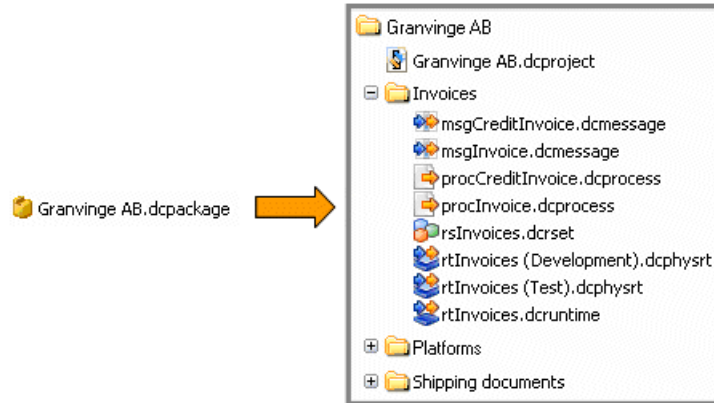 Granvinge AB.dcpackage
Granvinge AB
Granvinge AB.dcproject
Invoices
msgCreditInvoice.dcmessage
msgInvoice.dcmessage
procCreditInvoice.dcprocess
procInvoice.dcprocess
rsInvoices.dcrset
rtInvoices (Development).dcphysrt
rtInvoices (Test).dcphysrt
rtInvoices.dcruntime
Platforms
Shipping documents